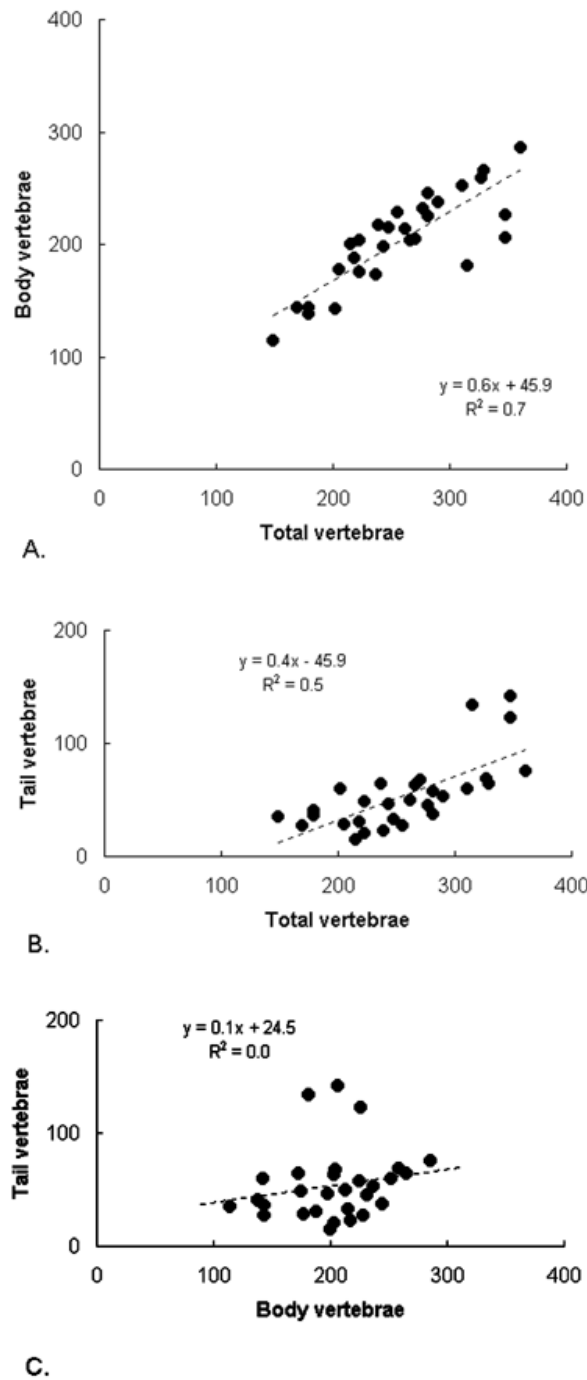 400
300
200
100
0
Body vertebrae
y = 0.6x + 45.9
R² = 0.7
0 100 200 300 400
Total vertebrae
A.
200
100
0
Tail vertebrae
y = 0.4x - 45.9
R² = 0.5
0 100 200 300 400
Total vertebrae
B.
200
100
0
Tail vertebrae
y = 0.1x + 24.5
R² = 0.0
0 100 200 300 400
Body vertebrae
C.